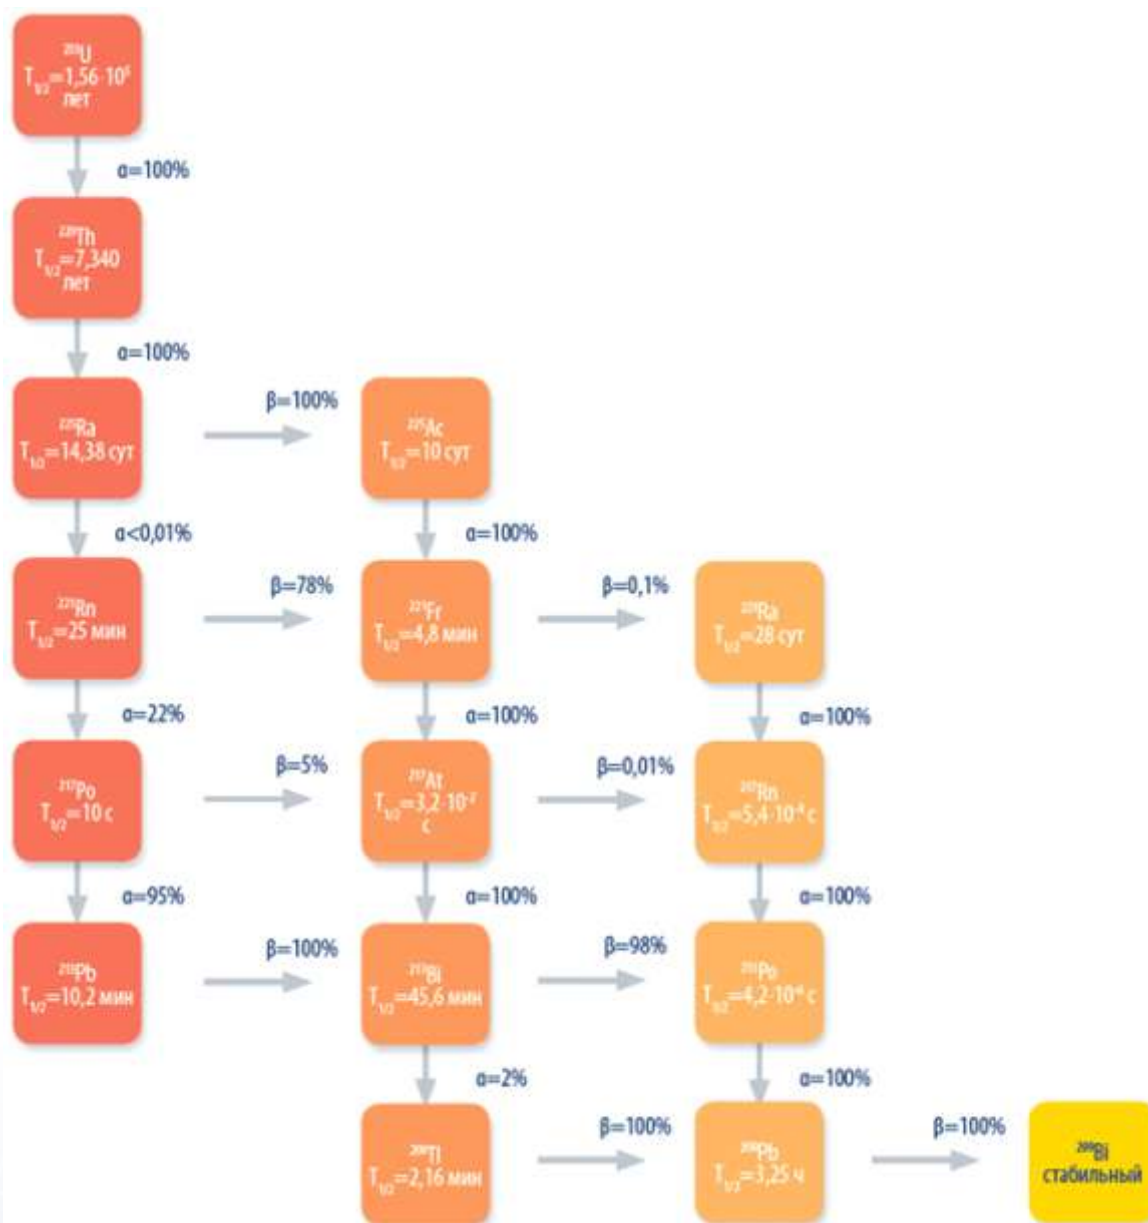 ²³³U
T₁/₂=1,56·10⁵
лет
α=100%
²²⁹Th
T₁/₂=7,340
лет
α=100%
²²⁵Ra
T₁/₂=14,38 сут
β=100%
²²⁵Ac
T₁/₂=10 сут
α<0,01%
α=100%
²²¹Rn
T₁/₂=25 мин
β=78%
²²¹Fr
T₁/₂=4,8 мин
β=0,1%
Ra
T₁/₂=28 сут
α=22%
α=100%
α=100%
²¹⁷Po
T₁/₂=10 с
β=5%
²¹⁷At
T₁/₂=3,2·10⁻²
с
β=0,01%
²¹⁷Rn
T₁/₂=5,4·10⁻⁴ с
α=95%
α=100%
α=100%
²¹³Pb
T₁/₂=10,2 мин
β=100%
²¹³Bi
T₁/₂=45,6 мин
β=98%
²¹³Po
T₁/₂=4,2·10⁻⁶ с
α=2%
α=100%
²⁰⁹Tl
T₁/₂=2,16 мин
β=100%
²⁰⁹Pb
T₁/₂=3,25 ч
β=100%
²⁰⁹Bi
стабильный